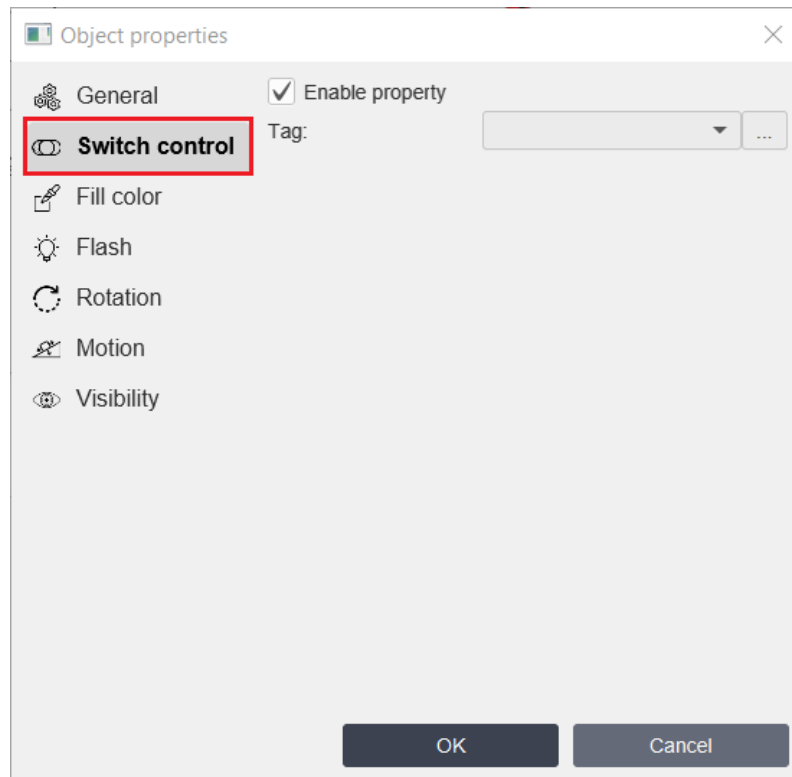 Object properties
General
Enable property
Switch control
Tag:
...
Fill color
Flash
Rotation
Motion
Visibility
OK
Cancel